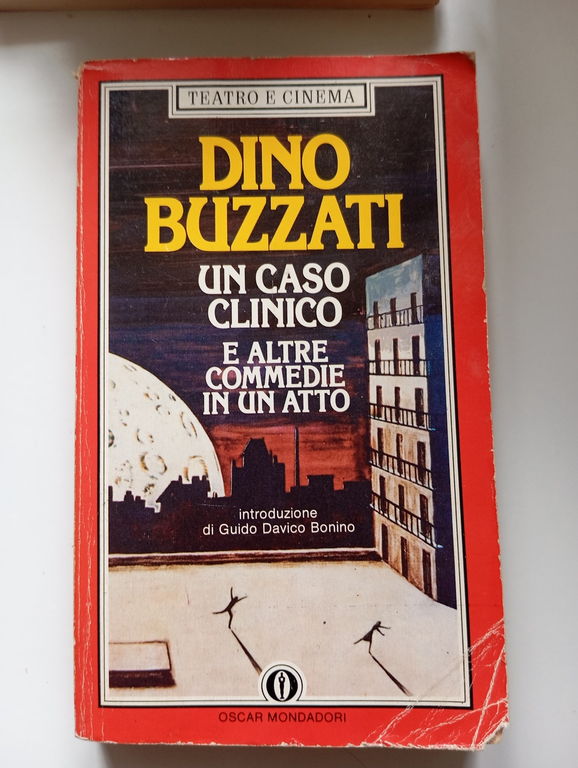 TEATRO E CINEMA
DINO
BUZZATI
UN CASO
CLINICO
E ALTRE
COMMEDIE
IN UN ATTO
introduzione
di Guido Davico Bonino
OSCAR MONDADORI